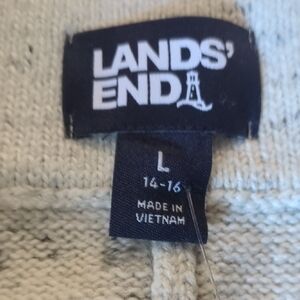 LANDS'
END
L
14-16
MADE IN
VIETNAM